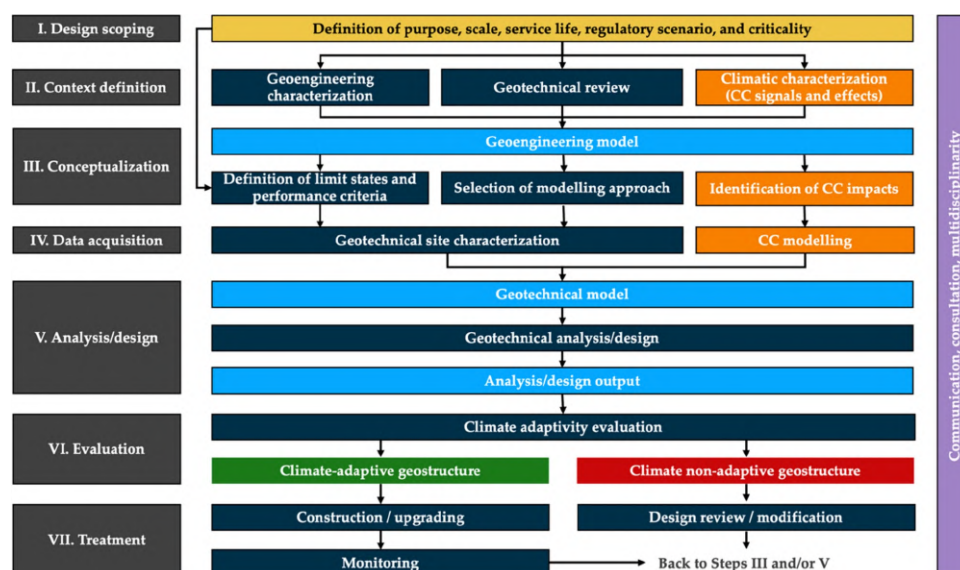 I. Design scoping
Definition of purpose, scale, service life, regulatory scenario, and criticality
II. Context definition
Geoengineering
characterization
Geotechnical review
Climatic characterization
(CC signals and effects)
III. Conceptualization
Geoengineering model
Definition of limit states and
performance criteria
Selection of modelling approach
Identification of CC impacts
IV. Data acquisition
Geotechnical site characterization
CC modelling
V. Analysis/design
Geotechnical model
Geotechnical analysis/design
Analysis/design output
VI. Evaluation
Climate adaptivity evaluation
Climate-adaptive geostructure
Climate non-adaptive geostructure
VII. Treatment
Construction / upgrading
Design review / modification
Monitoring
Back to Steps III and/or V
Communication, consultation, multidisciplinarity